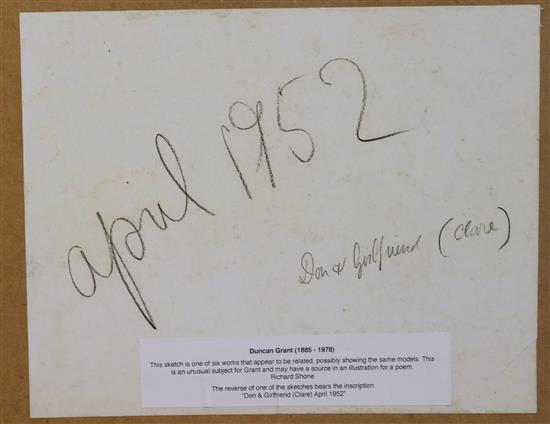 april 1952
Don & Girlfriend (Clare)
Duncan Grant (1885 - 1978)
This sketch is one of six works that appear to be related, possibly showing the same models. This
is an unusual subject for Grant and may have a source in an illustration for a poem.
Richard Shone
The reverse of one of the sketches bears the inscription
"Don & Girlfriend (Clare) April 1952"